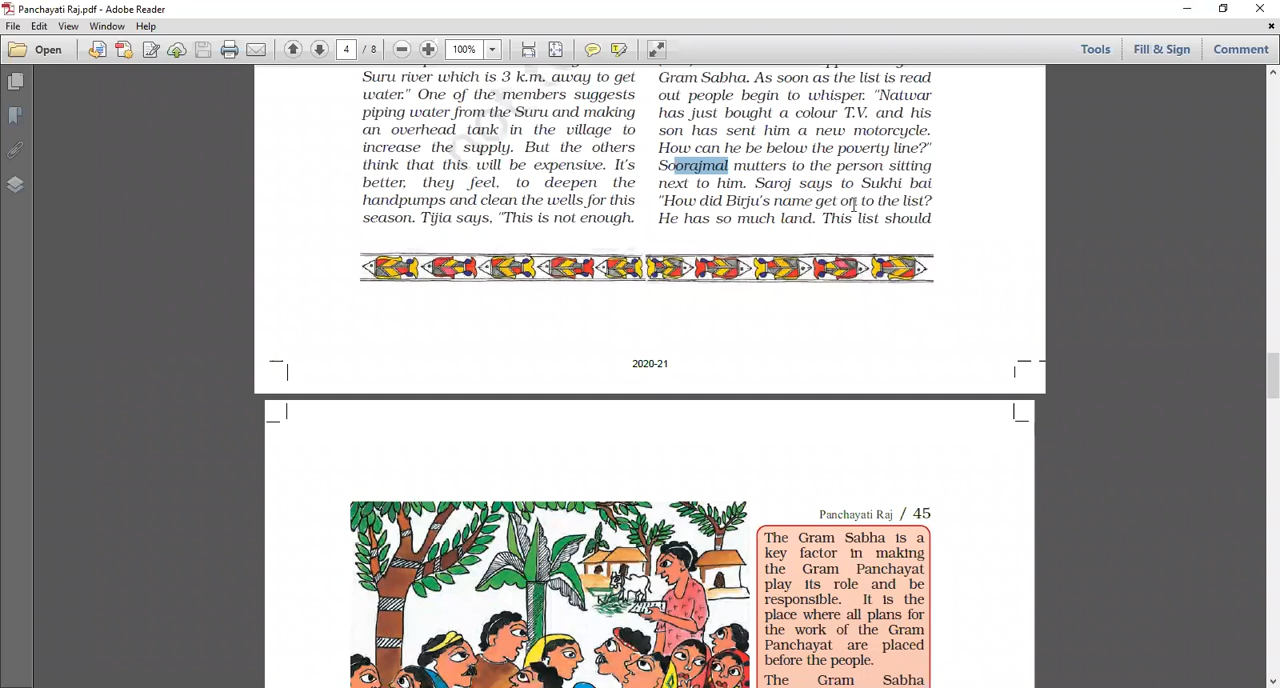 Panchayati Raj.pdf - Adobe Reader
File Edit View Window Help
Open 4 / 8 100% Tools Fill & Sign Comment
Suru river which is 3 k.m. away to get
water." One of the members suggests
piping water from the Suru and making
an overhead tank in the village to
increase the supply. But the others
think that this will be expensive. It's
better, they feel, to deepen the
handpumps and clean the wells for this
season. Tijia says, "This is not enough.
Gram Sabha. As soon as the list is read
out people begin to whisper. "Natwar
has just bought a colour T.V. and his
son has sent him a new motorcycle.
How can he be below the poverty line?"
Soorajmal mutters to the person sitting
next to him. Saroj says to Sukhi bai
"How did Birju's name get on to the list?
He has so much land. This list should
2020-21
Panchayati Raj / 45
The Gram Sabha is a
key factor in making
the Gram Panchayat
play its role and be
responsible. It is the
place where all plans for
the work of the Gram
Panchayat are placed
before the people.
The Gram Sabha